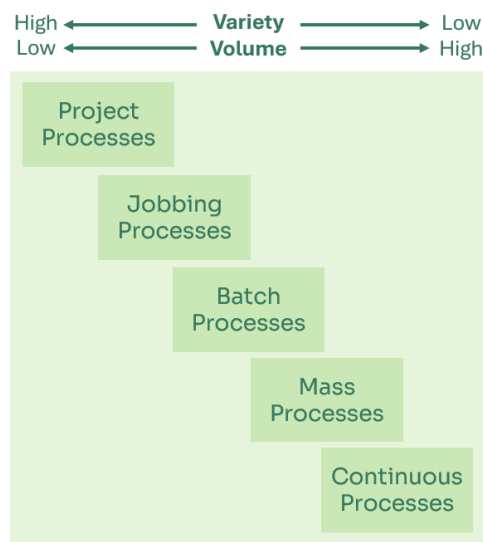 High Variety Low
Low Volume High
Project
Processes
Jobbing
Processes
Batch
Processes
Mass
Processes
Continuous
Processes